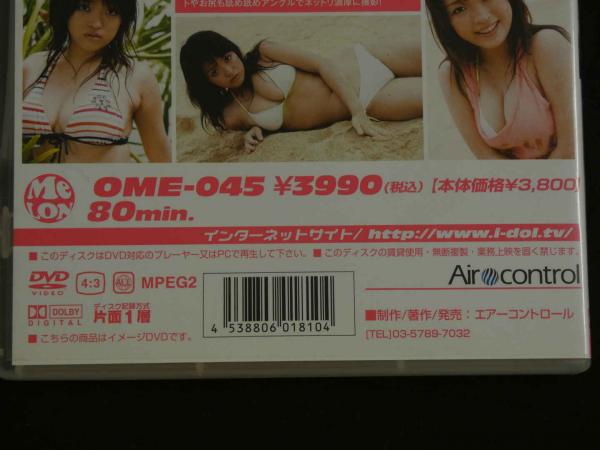 トやお尻も舐め舐めアングルでネットリ濃厚に撮影!
MeLON
OME-045 ¥3990(税込)【本体価格¥3,800】
80min.
インターネットサイト/ http://www.i-dol.tv/
■このディスクはDVD対応のプレーヤー又はPCで再生して下さい。 ■このディスクの賃貸使用・無断複製・業務上映を固く禁じます。
DVD VIDEO 4:3 ALL MPEG2
Air control
DOLBY DIGITAL
ディスク記録方式
片面1層
4 538806 018104
■制作/著作/発売:エアーコントロール
[TEL]03-5789-7032
■こちらの商品はイメージDVDです。